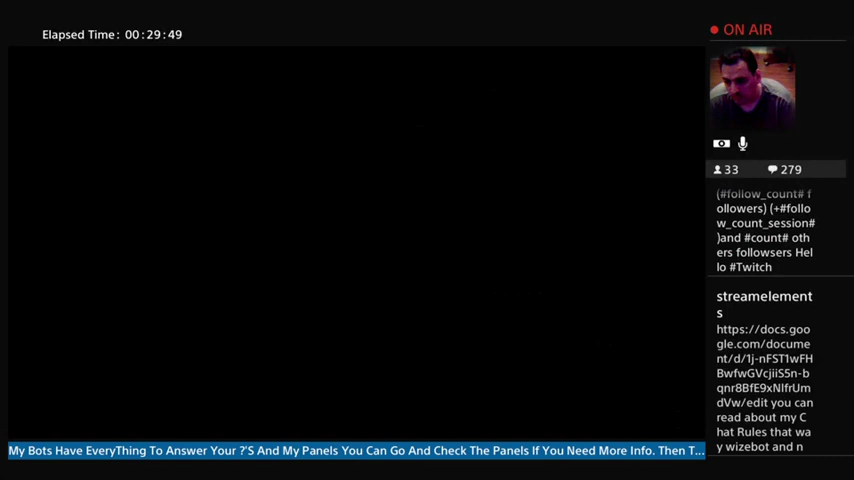 Elapsed Time: 00:29:49
ON AIR
33 279
(#follow_count# f
ollowers) (+#follo
w_count_session#
)and #count# oth
ers followsers Hel
lo #Twitch
streamelement
s
https://docs.goo
gle.com/docume
nt/d/1j-nFST1wFH
BwfwGVcjiiS5n-b
qnr8BfE9xNlfrUm
dVw/edit you can
read about my C
hat Rules that wa
y wizebot and n
My Bots Have EveryThing To Answer Your ?'S And My Panels You Can Go And Check The Panels If You Need More Info. Then T...